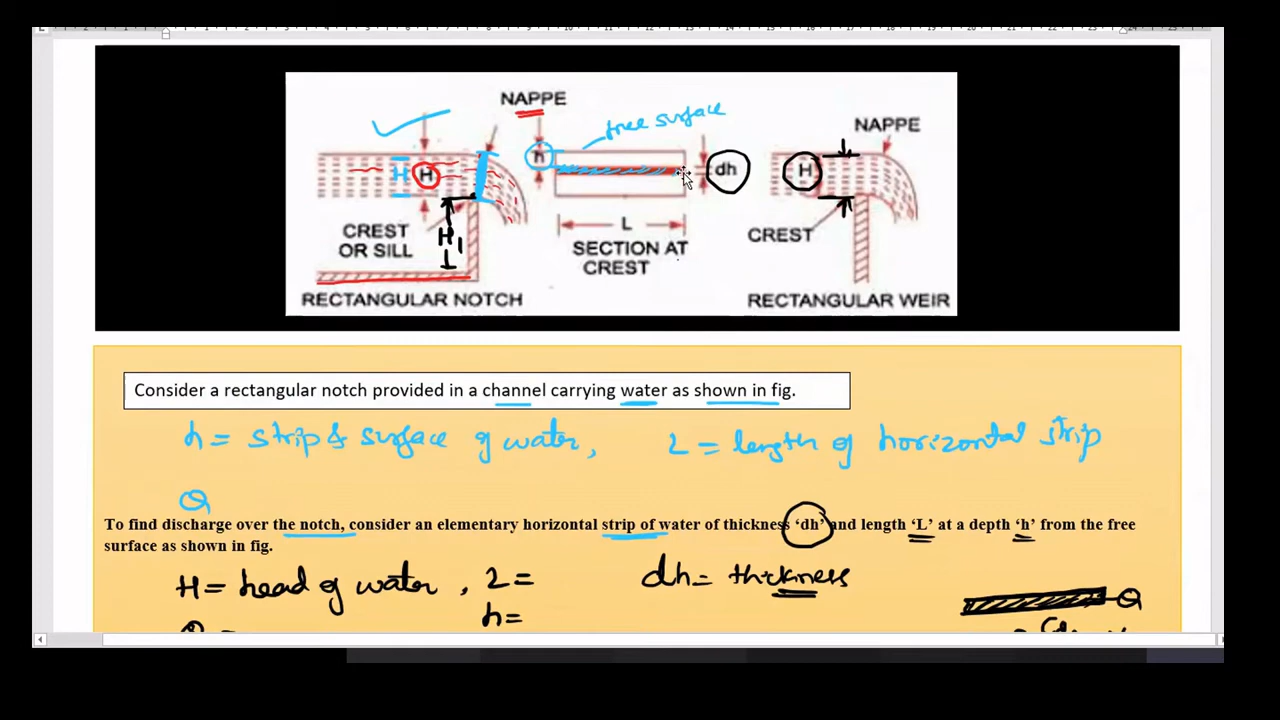 NAPPE
free surface
NAPPE
H H
h
dh
H
CREST
OR SILL
H1
L
SECTION AT
CREST
CREST
RECTANGULAR NOTCH
RECTANGULAR WEIR
Consider a rectangular notch provided in a channel carrying water as shown in fig.
h = strip & surface of water, L = length of horizontal strip
Q
To find discharge over the notch, consider an elementary horizontal strip of water of thickness ‘dh’ and length ‘L’ at a depth ‘h’ from the free
surface as shown in fig.
H = head of water , L =
dh = thickness
h =
Q